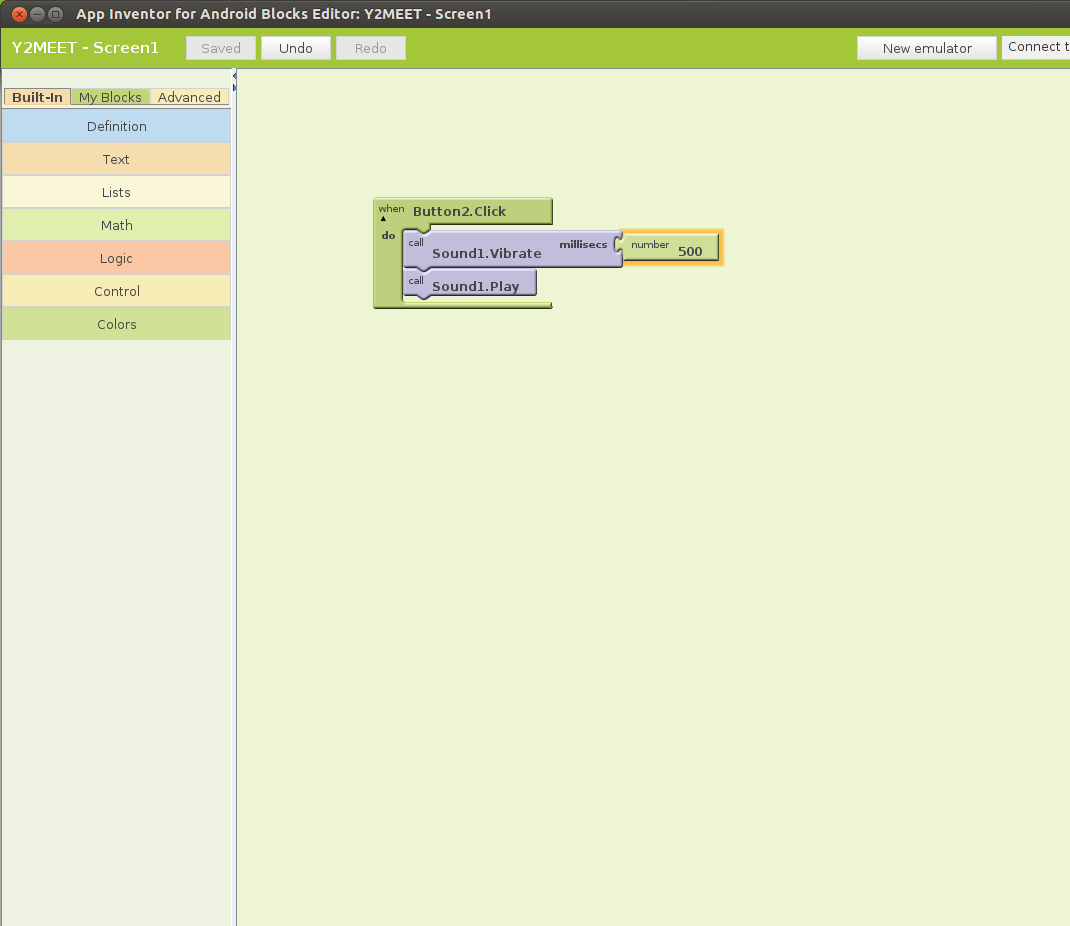 App Inventor for Android Blocks Editor: Y2MEET - Screen1
Y2MEET - Screen1 Saved Undo Redo New emulator Connect t
Built-In My Blocks Advanced
Definition
Text
Lists
Math
Logic
Control
Colors
when Button2.Click
do call Sound1.Vibrate millisecs number 500
call Sound1.Play